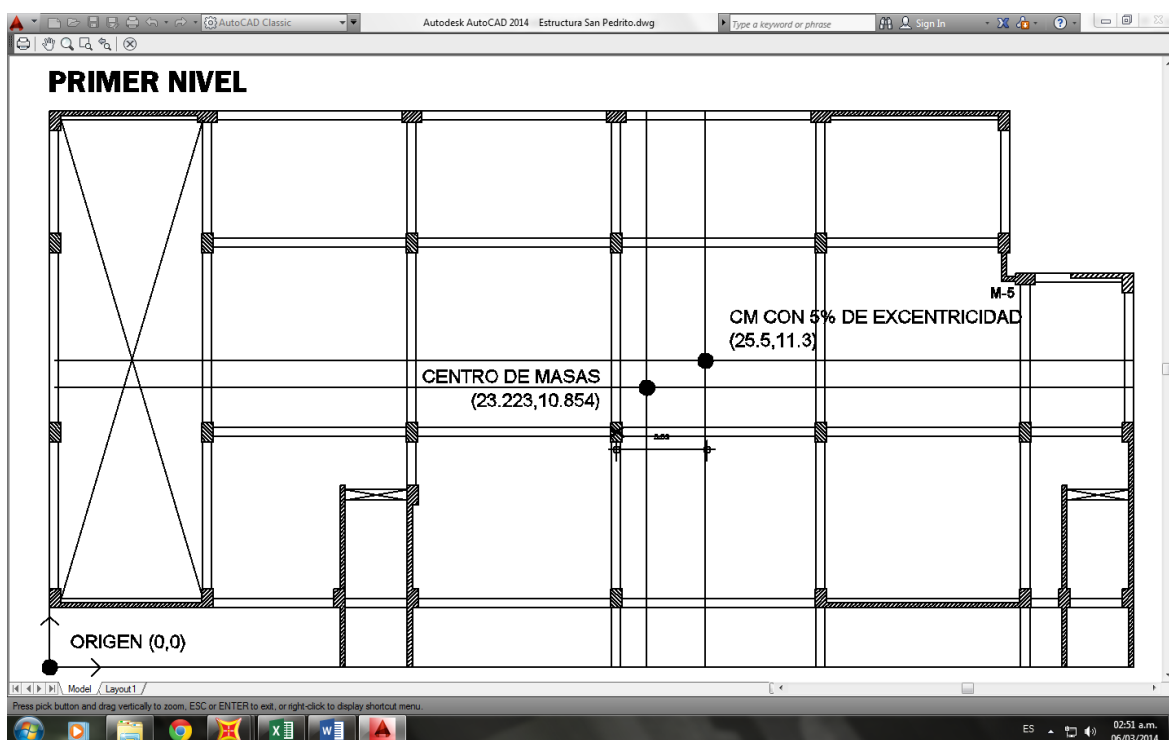 AutoCAD Classic
Autodesk AutoCAD 2014 Estructura San Pedrito.dwg
Type a keyword or phrase
Sign In
PRIMER NIVEL
M-5
CM CON 5% DE EXCENTRICIDAD
(25.5,11.3)
CENTRO DE MASAS
(23.223,10.854)
ORIGEN (0,0)
Model
Layout1
Press pick button and drag vertically to zoom, ESC or ENTER to exit, or right-click to display shortcut menu.
ES
02:51 a.m.
06/03/2014